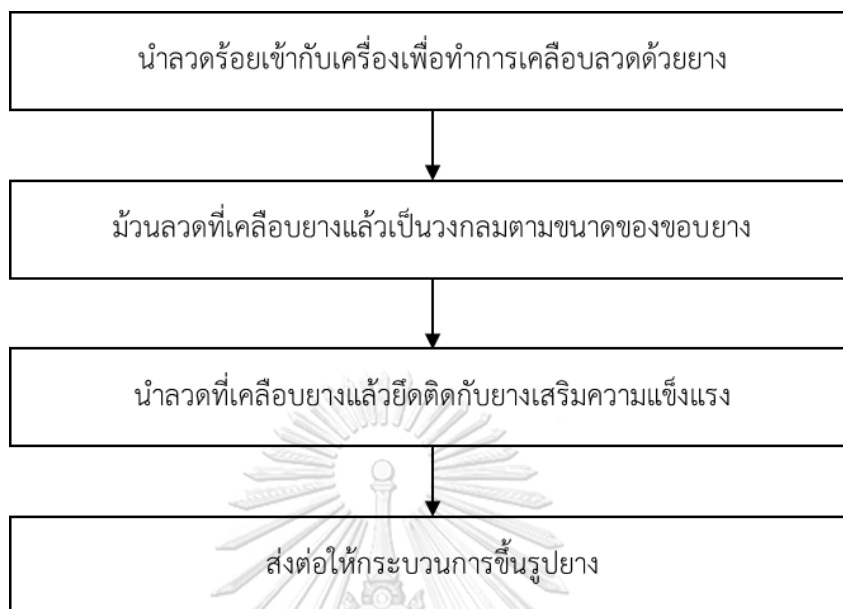 นำลวดร้อยเข้ากับเครื่องเพื่อทำการเคลือบลวดด้วยยาง
ม้วนลวดที่เคลือบยางแล้วเป็นวงกลมตามขนาดของขอบยาง
นำลวดที่เคลือบยางแล้วยึดติดกับยางเสริมความแข็งแรง
ส่งต่อให้กระบวนการขึ้นรูปยาง